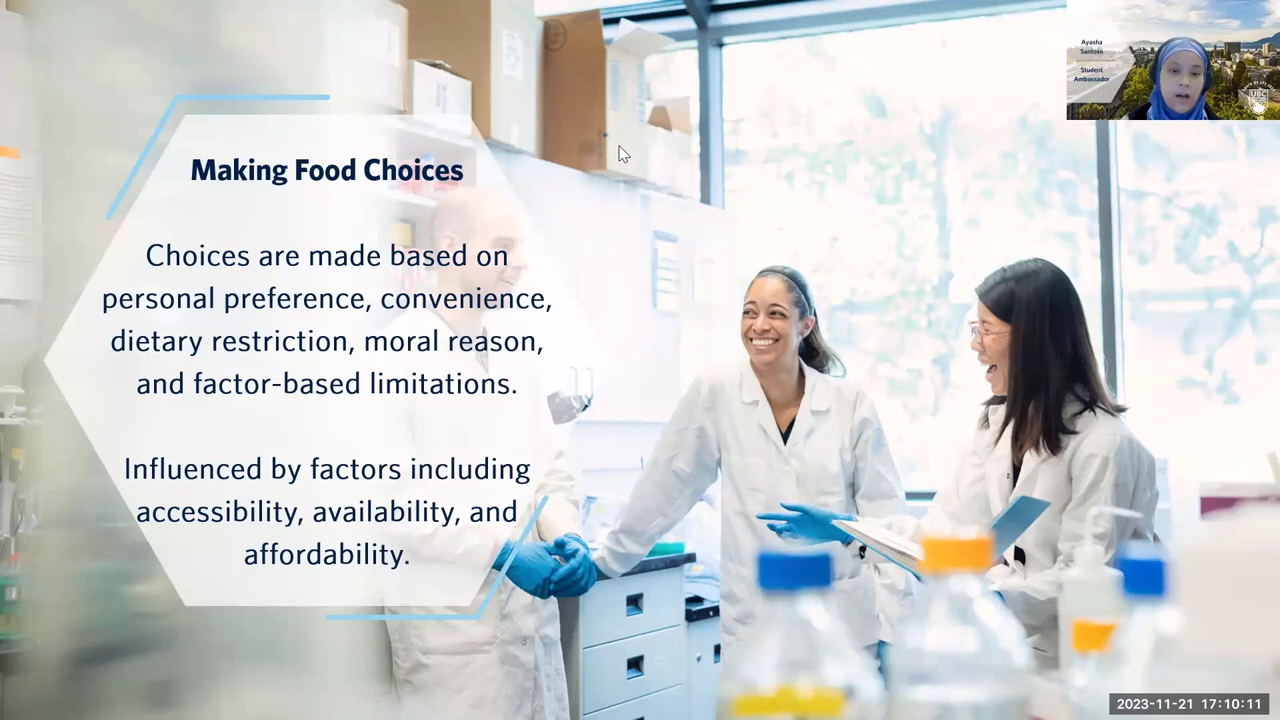 Making Food Choices
Choices are made based on
personal preference, convenience,
dietary restriction, moral reason,
and factor-based limitations.
Influenced by factors including
accessibility, availability, and
affordability.
Ayasha
Santoso
Student
Ambassador
UBC
2023-11-21 17:10:11